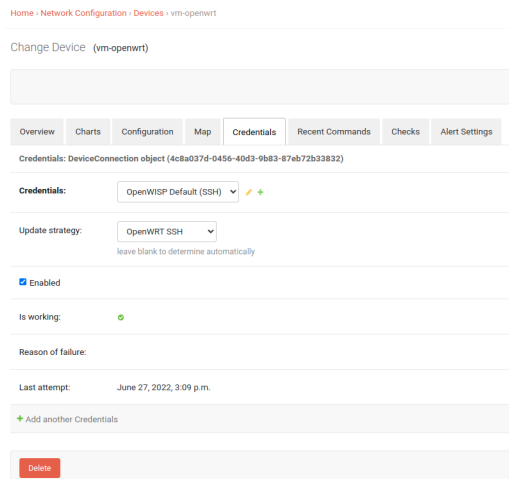 Home › Network Configuration › Devices › vm-openwrt
Change Device (vm-openwrt)
Overview Charts Configuration Map Credentials Recent Commands Checks Alert Settings
Credentials: DeviceConnection object (4c8a037d-0456-40d3-9b83-87eb72b33832)
Credentials: OpenWISP Default (SSH)
Update strategy: OpenWRT SSH
leave blank to determine automatically
Enabled
Is working:
Reason of failure:
Last attempt: June 27, 2022, 3:09 p.m.
Add another Credentials
Delete